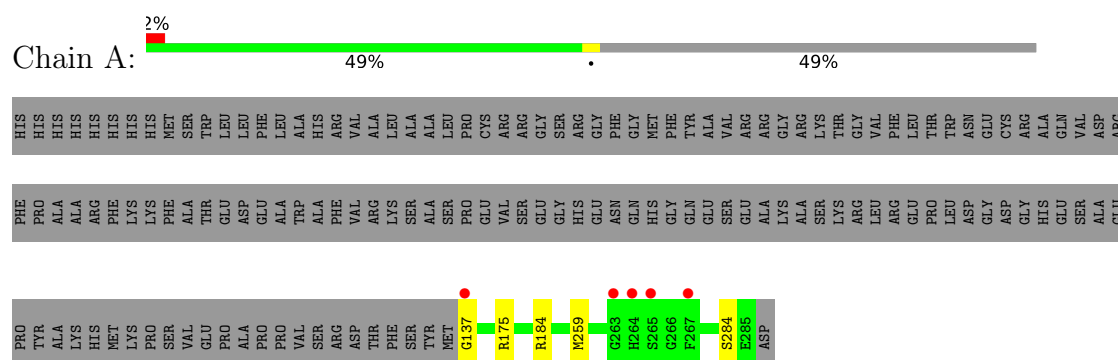 2%
Chain A:
49% • 49%
HIS HIS HIS HIS HIS HIS HIS HIS MET SER TRP LEU LEU PHE LEU ALA HIS ARG VAL ALA LEU ALA ALA LEU PRO CYS ARG ARG GLY SER ARG GLY PHE GLY MET PHE TYR ALA VAL ARG ARG GLY ARG LYS THR GLY VAL PHE LEU THR TRP ASN GLU CYS ARG ALA GLN VAL ASP ARG
PHE PRO ALA ALA ARG PHE LYS LYS PHE ALA THR GLU ASP GLU ALA TRP ALA PHE VAL ARG LYS SER ALA SER PRO GLU VAL SER GLU GLY HIS GLU ASN GLN HIS GLY GLN GLU SER GLU ALA LYS ALA SER LYS ARG LEU ARG GLU PRO LEU ASP GLY ASP GLY HIS GLU SER ALA
PRO TYR ALA LYS HIS MET LYS PRO SER VAL GLU PRO ALA PRO PRO VAL SER ARG ASP THR PHE SER TYR MET G137 R175 R184 M259 G263 H264 S265 G266 F267 S284 E285 ASP